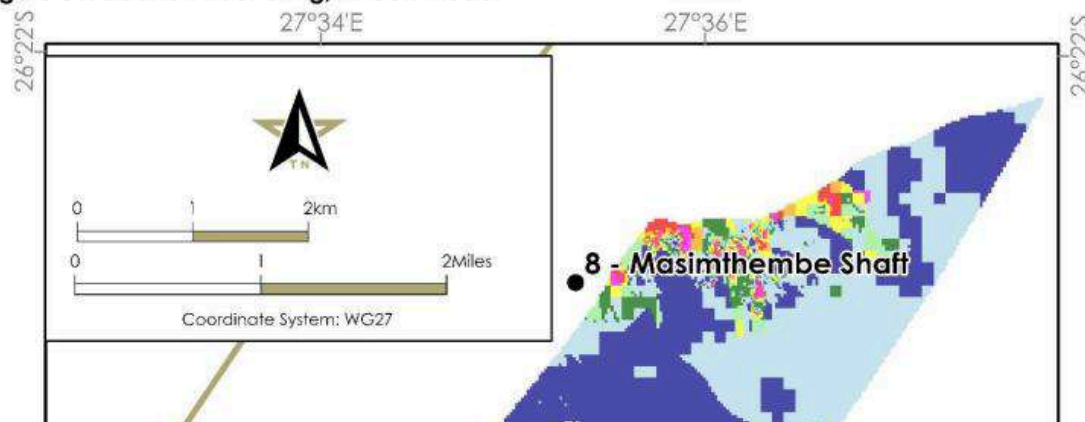 27°34'E
27°36'E
26°22'S
26°22'S
TN
0 1 2km
0 1 2Miles
Coordinate System: WG27
8 - Masimthembe Shaft